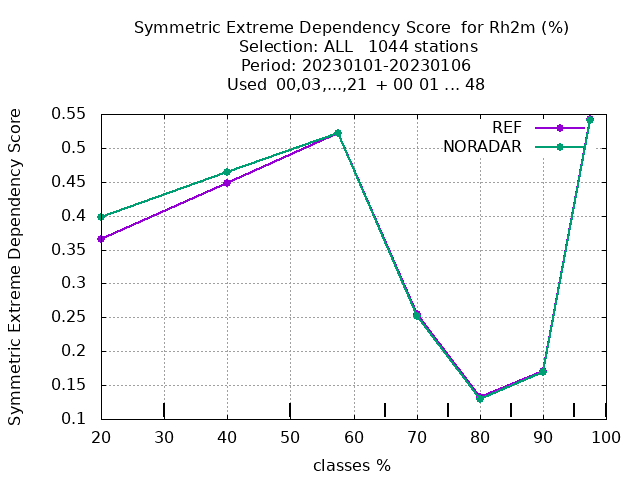 Symmetric Extreme Dependency Score  for Rh2m (%)
Selection: ALL   1044 stations
Period: 20230101-20230106
Used  00,03,...,21  + 00 01 ... 48
Symmetric Extreme Dependency Score
0.55
0.5
0.45
0.4
0.35
0.3
0.25
0.2
0.15
0.1
REF
NORADAR
20 30 40 50 60 70 80 90 100
classes %